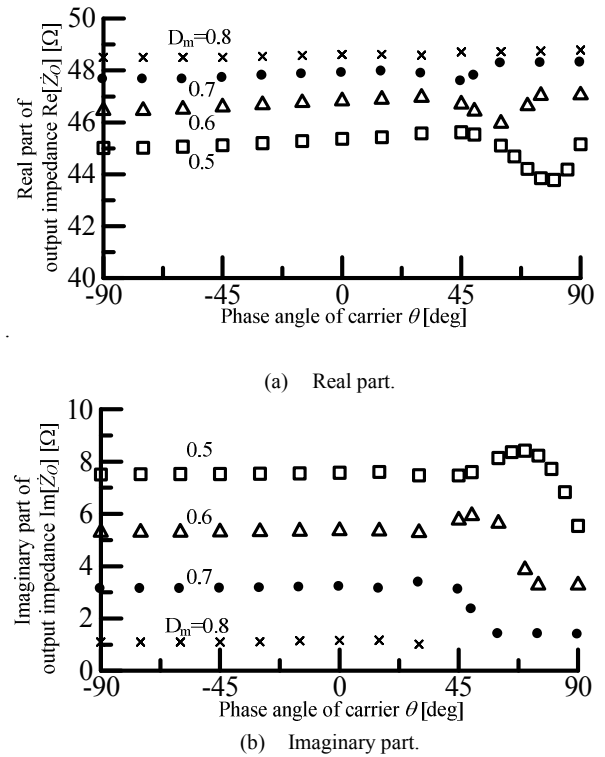 50
48
46
44
42
40
Real part of
output impedance Re[ŻO] [Ω]
Dm=0.8
0.7
0.6
0.5
-90 -45 0 45 90
Phase angle of carrier θ [deg]
(a) Real part.
10
8
6
4
2
0
Imaginary part of
output impedance Im[ŻO] [Ω]
0.5
0.6
0.7
Dm=0.8
-90 -45 0 45 90
Phase angle of carrier θ [deg]
(b) Imaginary part.